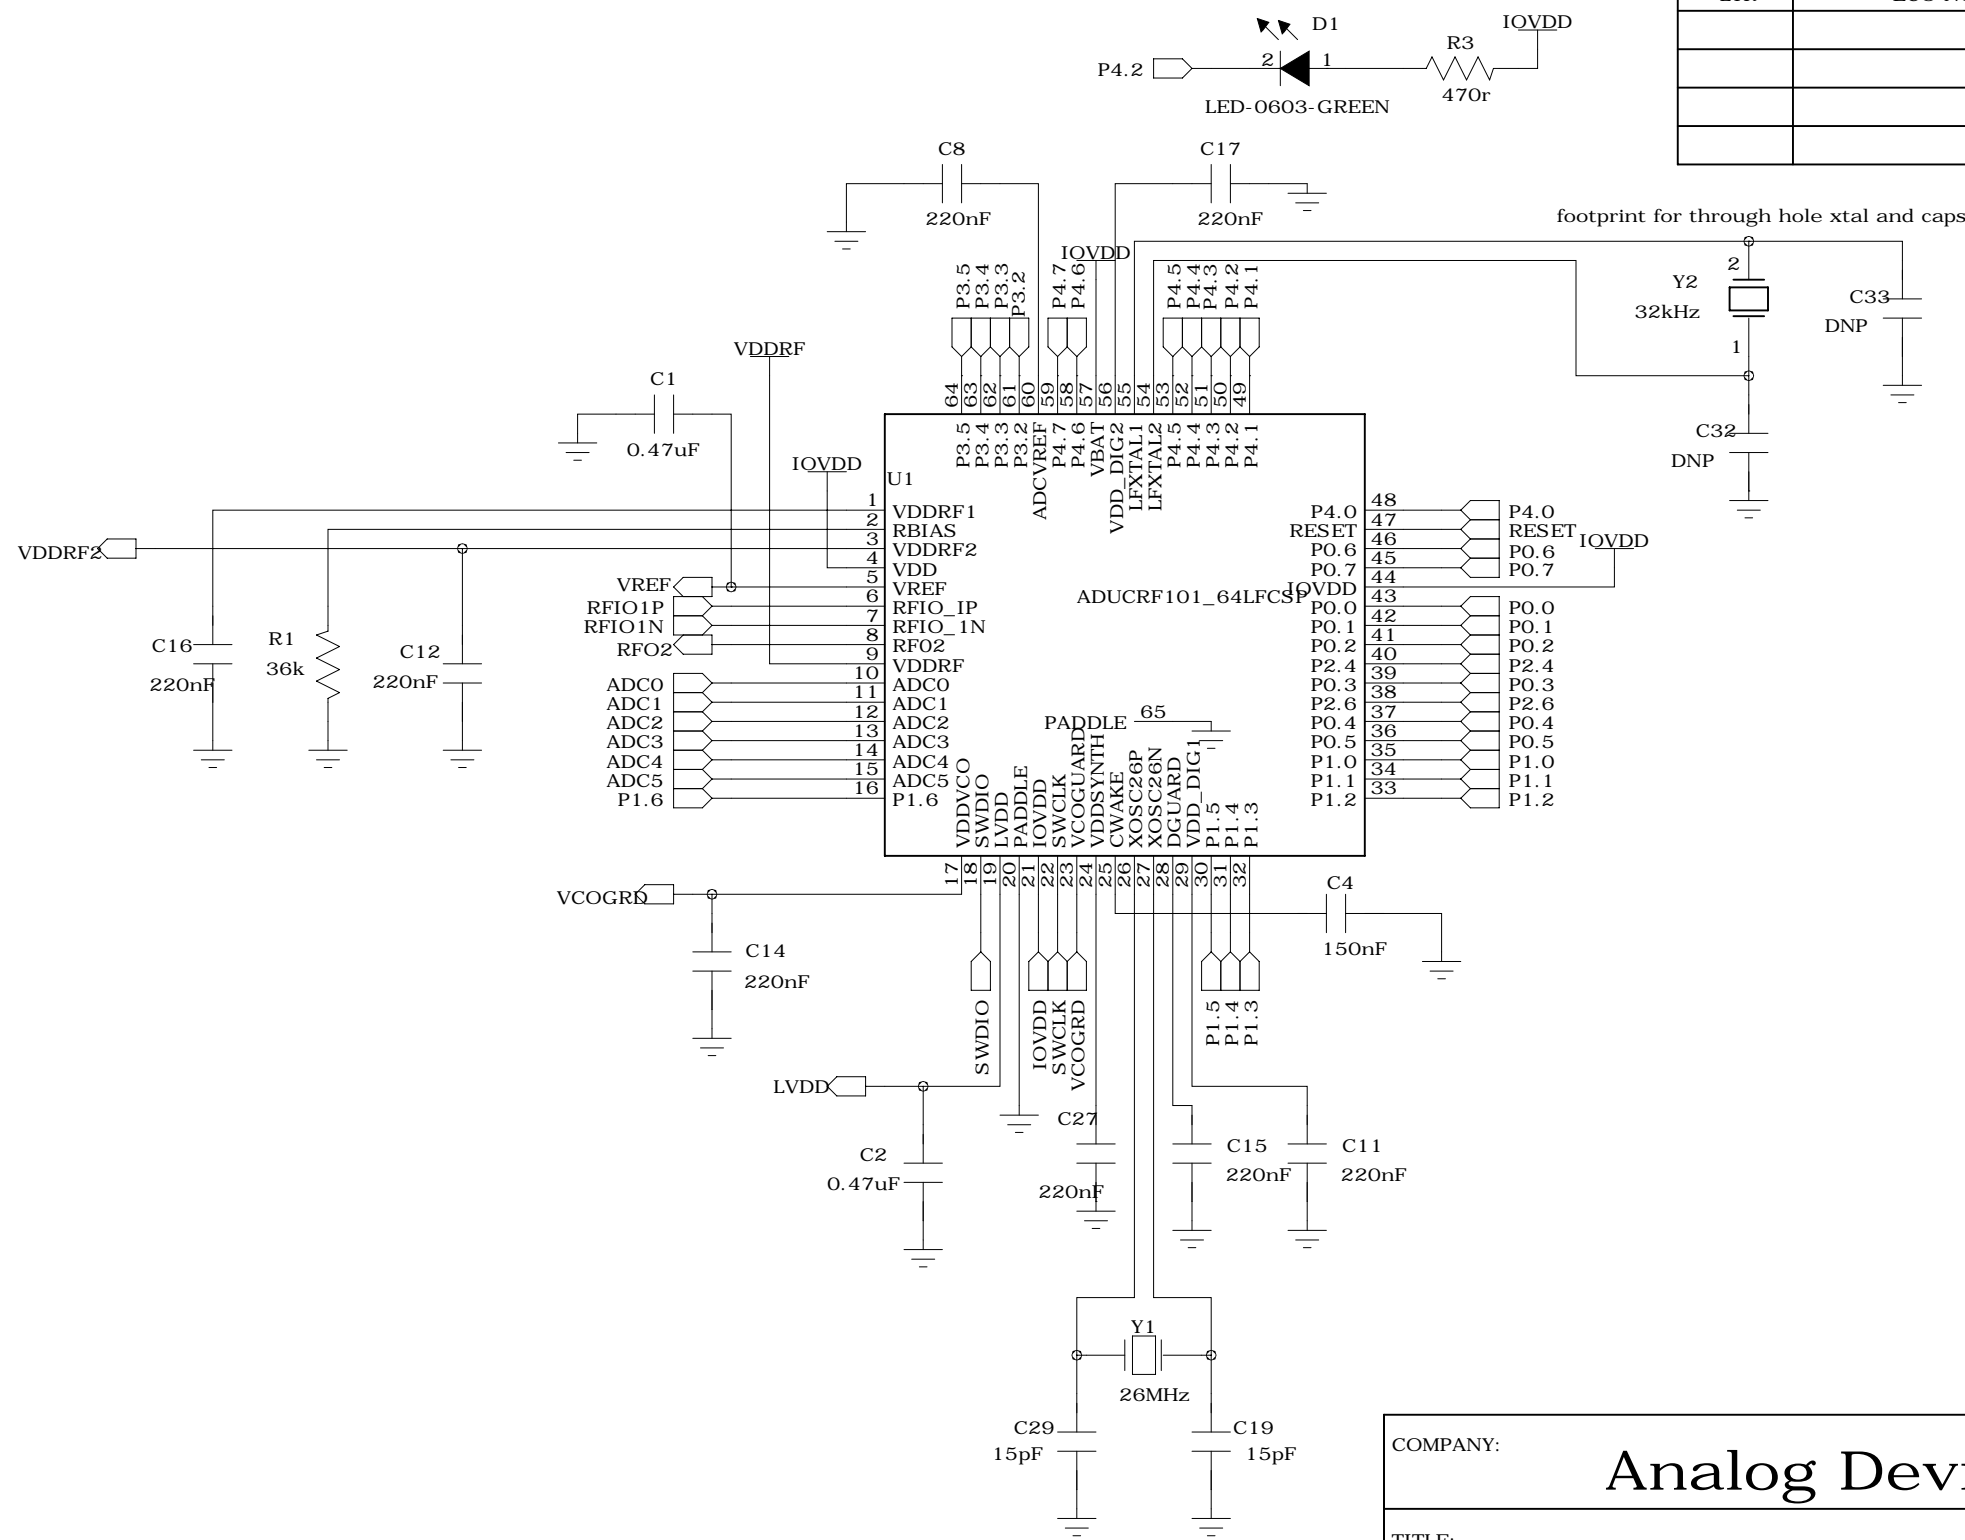 D1
IOVDD
R3
P4.2
2
1
470r
LED-0603-GREEN
C8
C17
220nF
220nF
footprint for through hole xtal and caps
IOVDD
P3.5
P3.4
P3.3
P3.2
P4.7
P4.6
P4.5
P4.4
P4.3
P4.2
P4.1
2
Y2
32kHz
1
C33
DNP
C32
DNP
VDDRF
C1
0.47uF
IOVDD
64
63
62
61
60
59
58
57
56
55
54
53
52
51
50
49
P3.5
P3.4
P3.3
P3.2
ADCVREF
P4.7
P4.6
VBAT
VDD_DIG2
LFXTAL1
LFXTAL2
P4.5
P4.4
P4.3
P4.2
P4.1
U1
ADUCRF101_64LFCSP
1 VDDRF1
2 RBIAS
VDDRF2 3 VDDRF2
4 VDD
VREF 5 VREF
RFIO1P 6 RFIO_IP
RFIO1N 7 RFIO_1N
RFO2 8 RF02
9 VDDRF
ADC0 10 ADC0
ADC1 11 ADC1
ADC2 12 ADC2
ADC3 13 ADC3
ADC4 14 ADC4
ADC5 15 ADC5
P1.6 16 P1.6
C16
220nF
R1
36k
C12
220nF
P4.0 48 P4.0
RESET 47 RESET
IOVDD
P0.6 46 P0.6
P0.7 45 P0.7
IOVDD 44
P0.0 43 P0.0
P0.1 42 P0.1
P0.2 41 P0.2
P2.4 40 P2.4
P0.3 39 P0.3
P2.6 38 P2.6
P0.4 37 P0.4
P0.5 36 P0.5
P1.0 35 P1.0
P1.1 34 P1.1
P1.2 33 P1.2
PADDLE 65
VDDVCO
SWDIO
LVDD
PADDLE
IOVDD
SWCLK
VCOGUARD
VDDSYNTH
CWAKE
XOSC26P
XOSC26N
DGUARD
VDD_DIG1
P1.5
P1.4
P1.3
17
18
19
20
21
22
23
24
25
26
27
28
29
30
31
32
VCOGRD
C4
150nF
C14
220nF
SWDIO
IOVDD
SWCLK
VCOGRD
P1.5
P1.4
P1.3
LVDD
C2
0.47uF
C27
220nF
C15
220nF
C11
220nF
Y1
26MHz
C29
15pF
C19
15pF
COMPANY:
Analog Dev
TITLE: